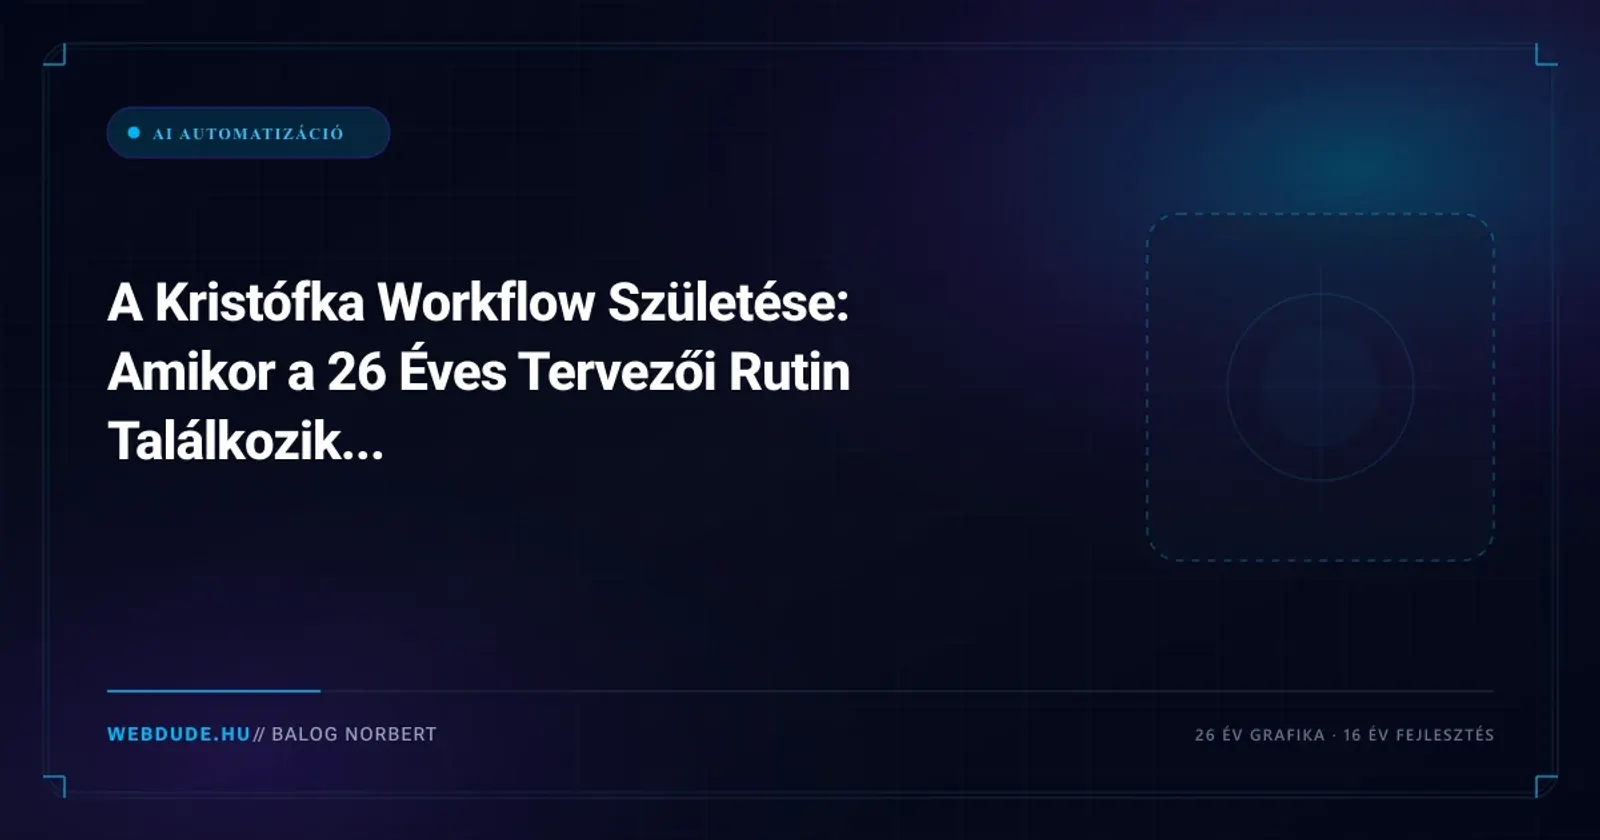 AI AUTOMATIZÁCIÓ
A Kristófka Workflow Születése:
Amikor a 26 Éves Tervezői Rutin
Találkozik...
WEBDUDE.HU // BALOG NORBERT
26 ÉV GRAFIKA · 16 ÉV FEJLESZTÉS